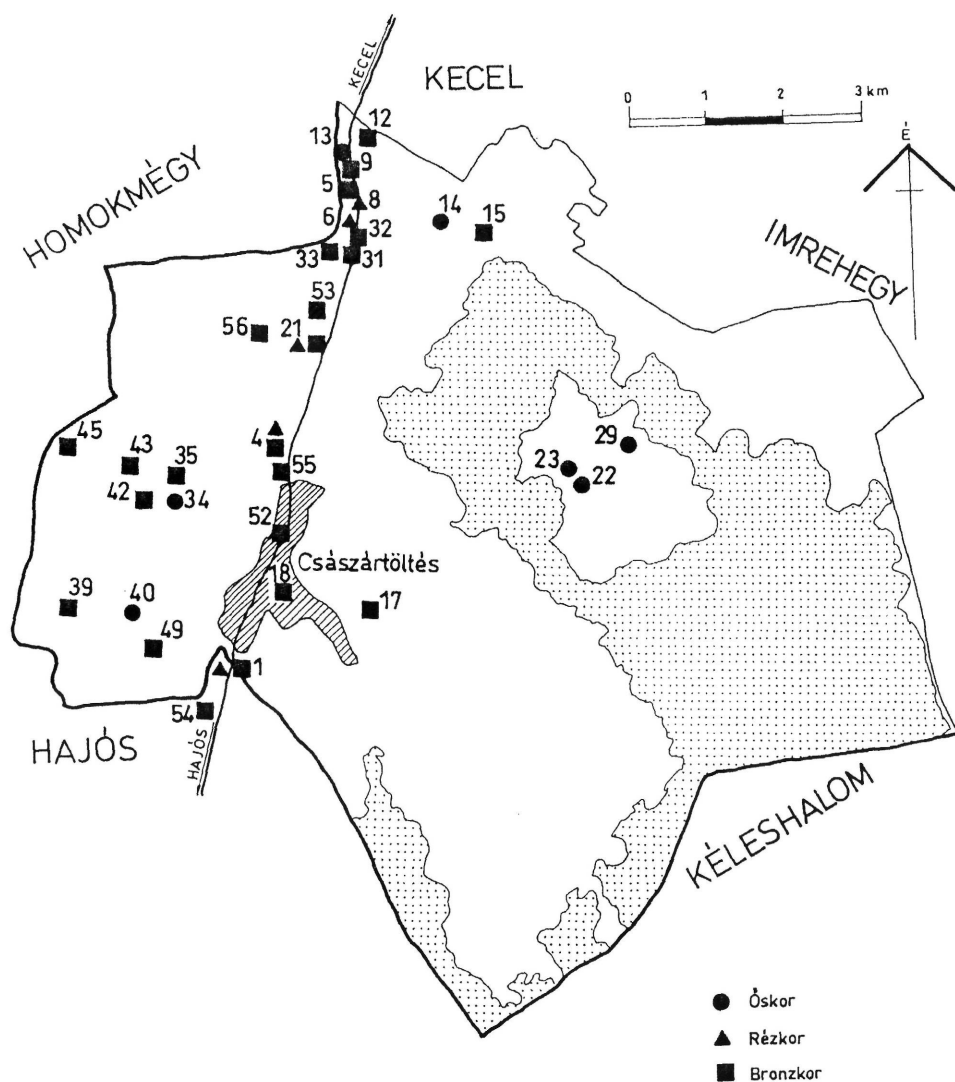 KECEL
KECEL
0 1 2 3 km
É
HOMOKMÉGY
IMREHEGY
12
13
9
5
8
6
14
15
32
33
31
53
56
21
45
43
35
4
55
42
34
29
23
22
52
Császártöltés
18
17
39
40
49
1
54
HAJÓS
HAJÓS
KÉLESHALOM
Őskor
Rézkor
Bronzkor